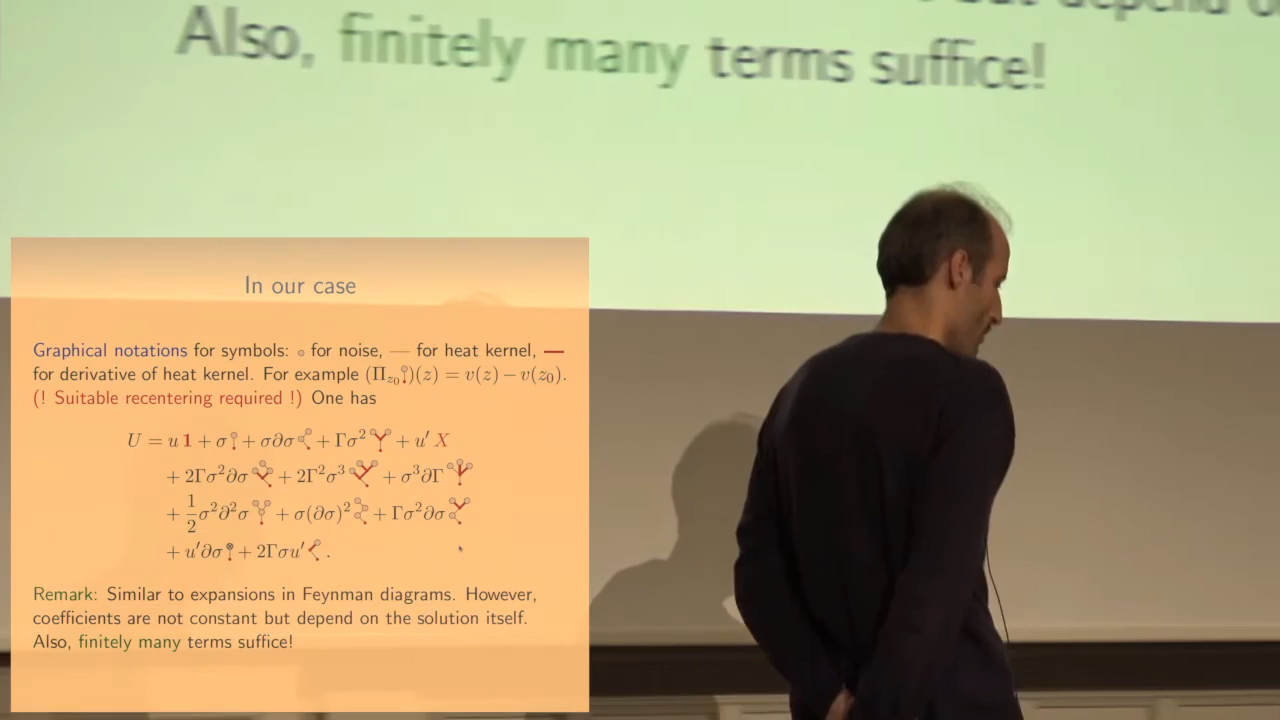 but depend
Also, finitely many terms suffice!
In our case
Graphical notations for symbols: for noise, — for heat kernel, —
for derivative of heat kernel. For example (Π_{z₀})(z) = v(z) − v(z₀).
(! Suitable recentering required !) One has
U = u 1 + σ + σ∂σ + Γσ² + u′ X
+ 2Γσ²∂σ + 2Γ²σ³ + σ³∂Γ
+ 1/2 σ²∂²σ + σ(∂σ)² + Γσ²∂σ
+ u′∂σ + 2Γσu′ .
Remark: Similar to expansions in Feynman diagrams. However,
coefficients are not constant but depend on the solution itself.
Also, finitely many terms suffice!